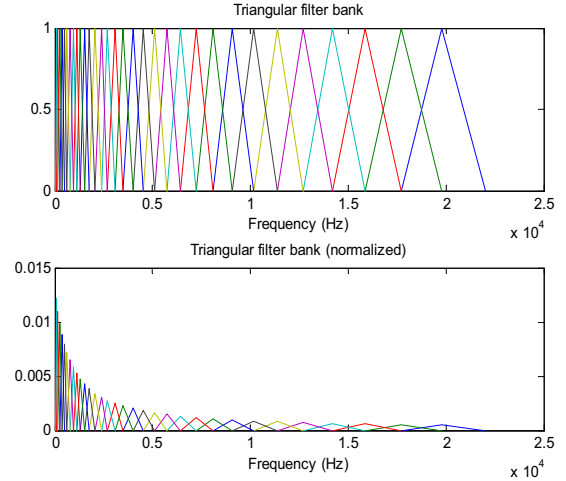 Triangular filter bank
1
0.5
0
0 0.5 1 1.5 2 2.5
x 10^4
Frequency (Hz)
Triangular filter bank (normalized)
0.015
0.01
0.005
0
0 0.5 1 1.5 2 2.5
x 10^4
Frequency (Hz)